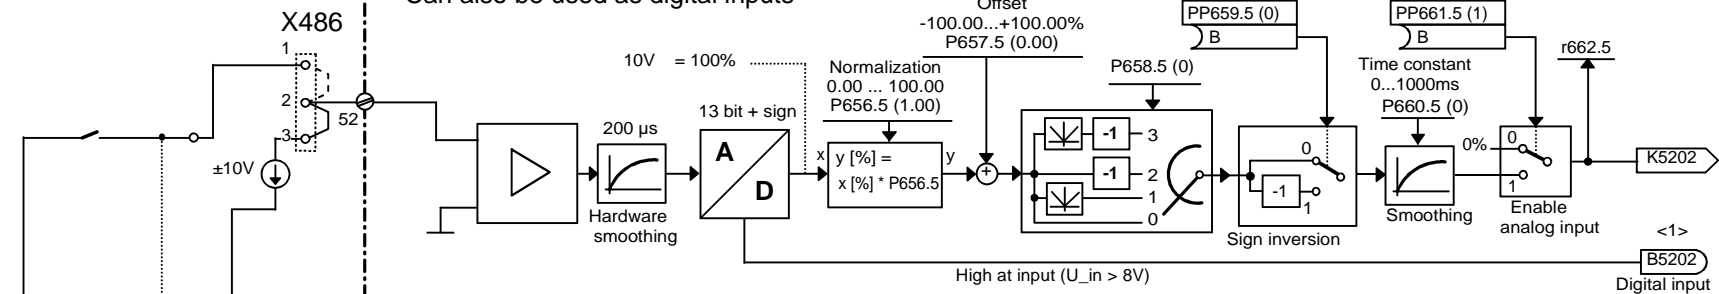 Can also be used as digital inputs
X486
1
2
3
52
±10V
10V = 100%
200 µs
Hardware
smoothing
13 bit + sign
A
D
Normalization
0.00 ... 100.00
P656.5 (1.00)
x
y [%] =
x [%] * P656.5
y
Offset
-100.00...+100.00%
P657.5 (0.00)
+
P658.5 (0)
-1
3
-1
2
1
0
PP659.5 (0)
B
0
-1
1
Sign inversion
Time constant
0...1000ms
P660.5 (0)
Smoothing
PP661.5 (1)
B
0%
0
1
Enable
analog input
r662.5
K5202
<1>
B5202
Digital input
High at input (U_in > 8V)